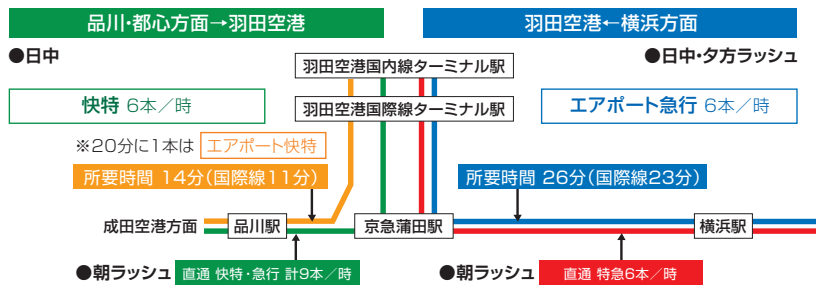 品川・都心方面→羽田空港
羽田空港←横浜方面
●日中
●日中・夕方ラッシュ
羽田空港国内線ターミナル駅
快特 6本／時
羽田空港国際線ターミナル駅
エアポート急行 6本／時
※20分に1本は エアポート快特
所要時間 14分（国際線11分）
所要時間 26分（国際線23分）
成田空港方面
品川駅
京急蒲田駅
横浜駅
●朝ラッシュ 直通 快特・急行 計9本／時
●朝ラッシュ 直通 特急6本／時